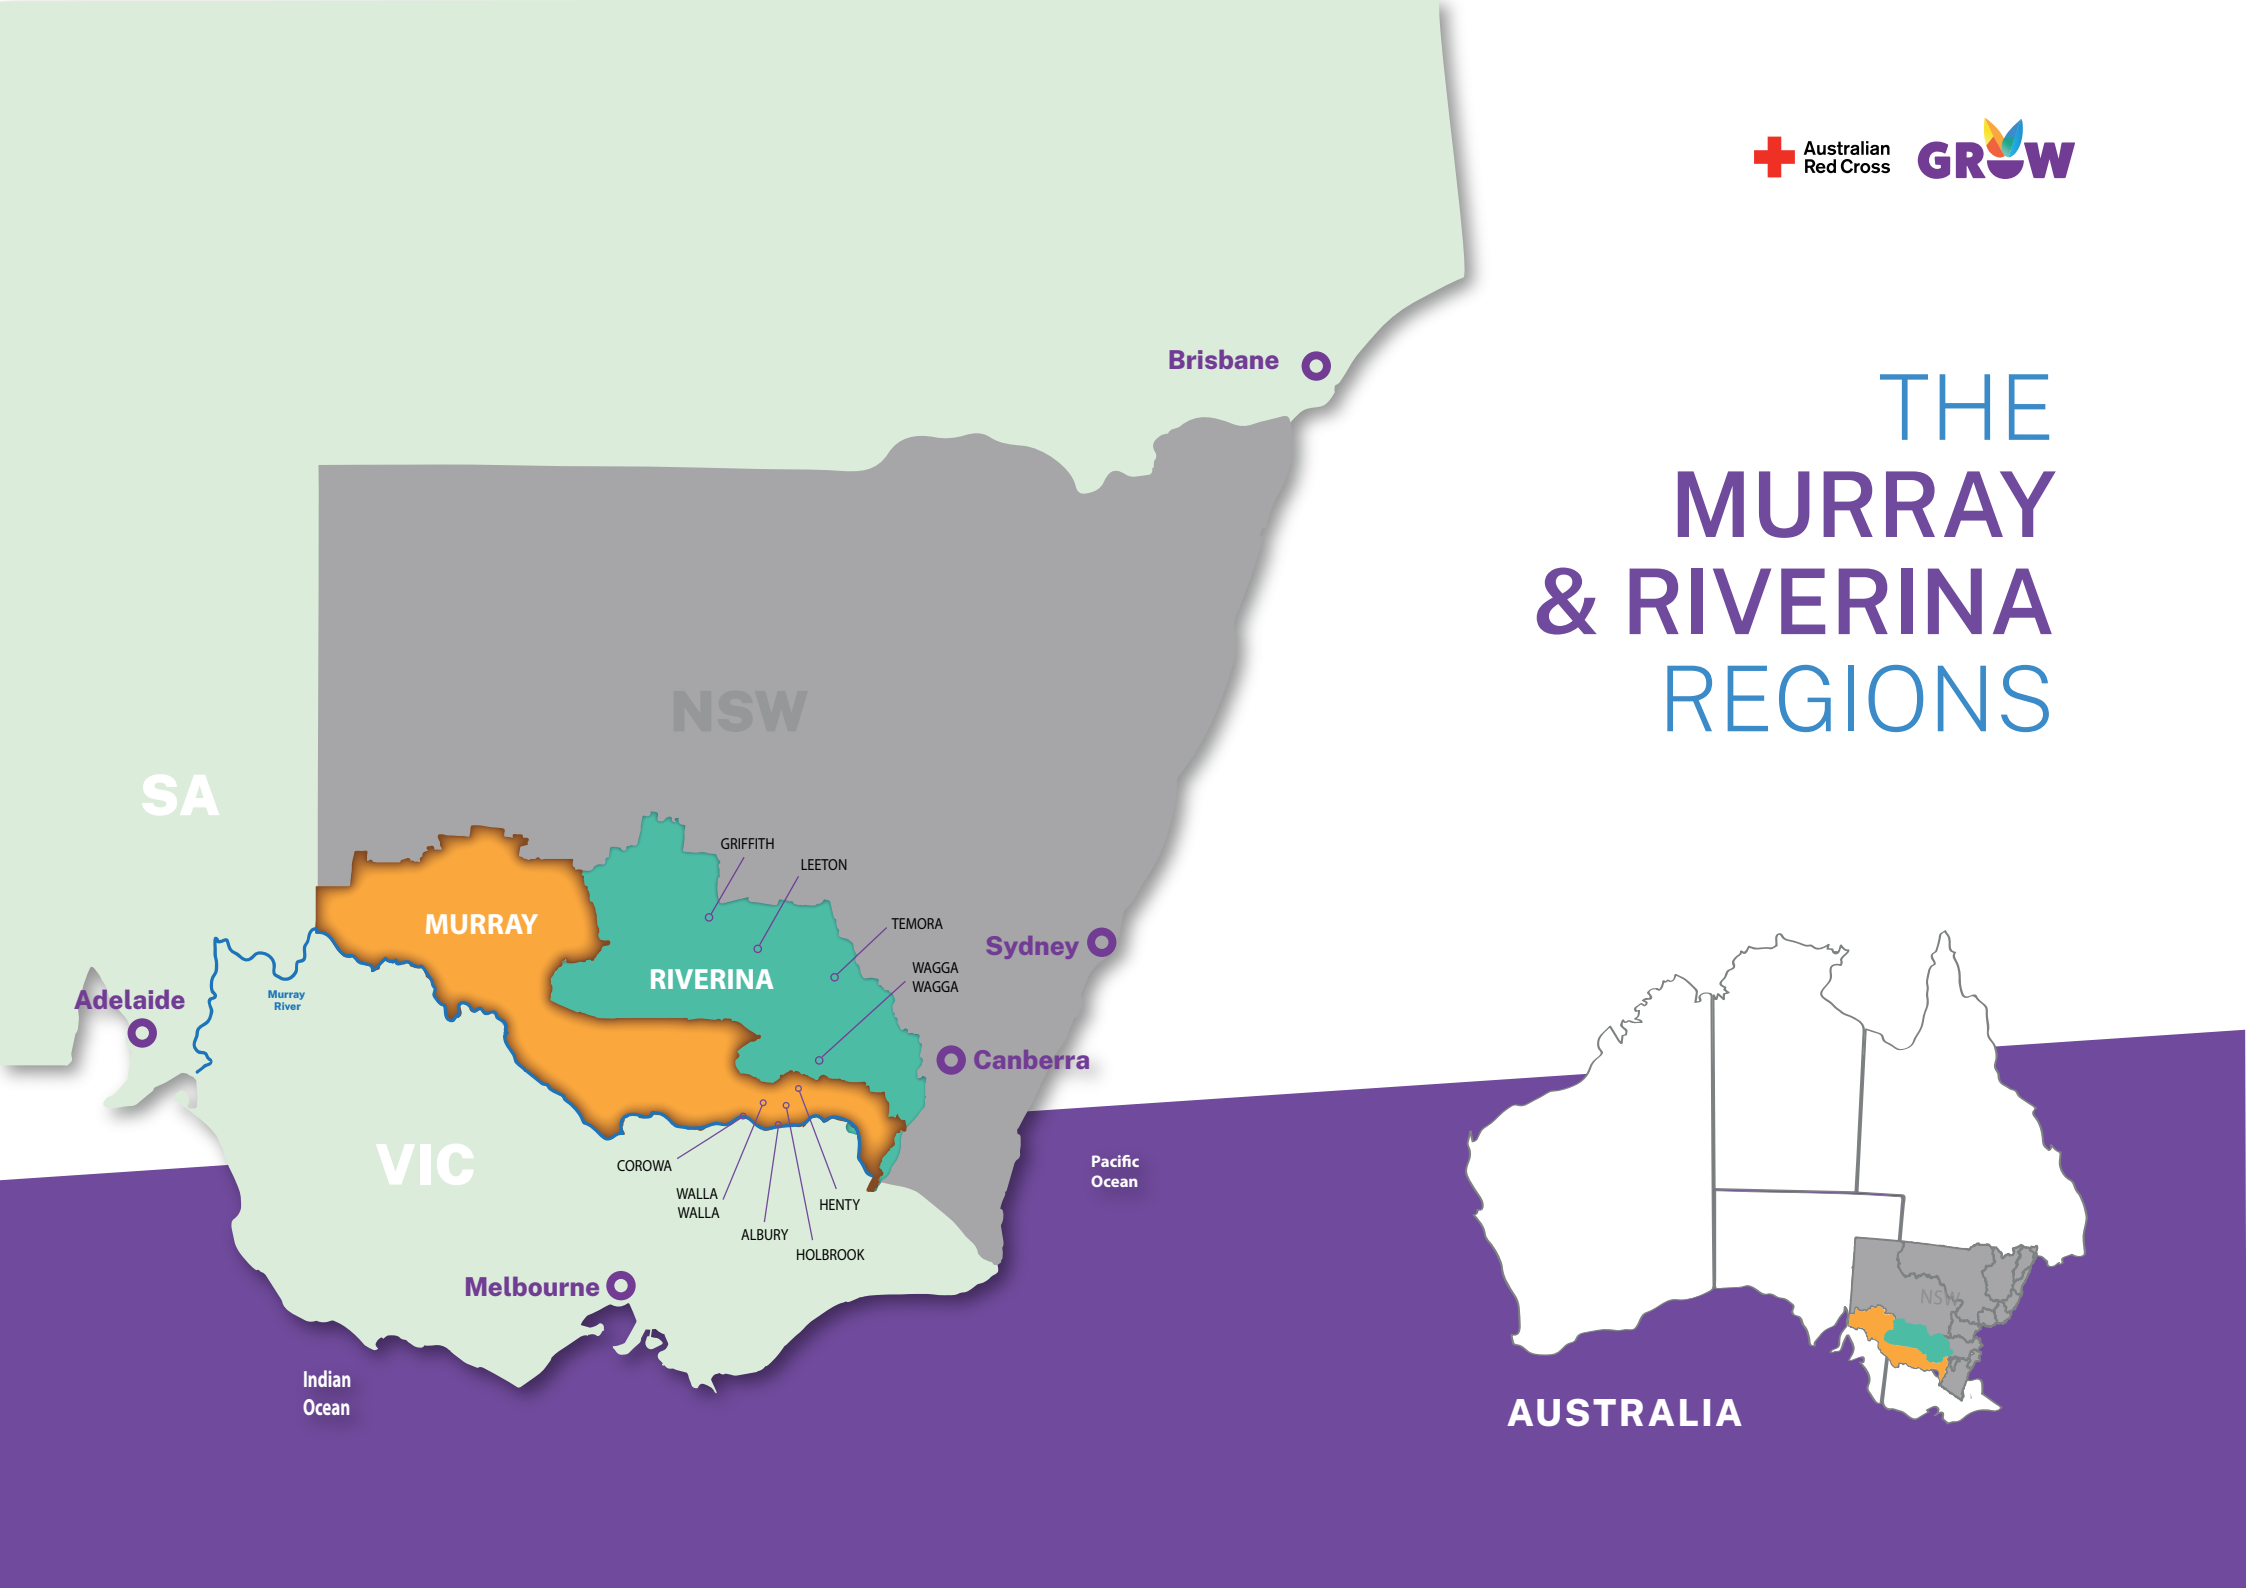 Australian
Red Cross
GROW
THE
MURRAY
& RIVERINA
REGIONS
Brisbane
NSW
SA
GRIFFITH
LEETON
MURRAY
TEMORA
Sydney
RIVERINA
WAGGA
WAGGA
Adelaide
Murray
River
Canberra
VIC
COROWA
WALLA
WALLA
HENTY
ALBURY
HOLBROOK
Pacific
Ocean
Melbourne
Indian
Ocean
NSW
AUSTRALIA